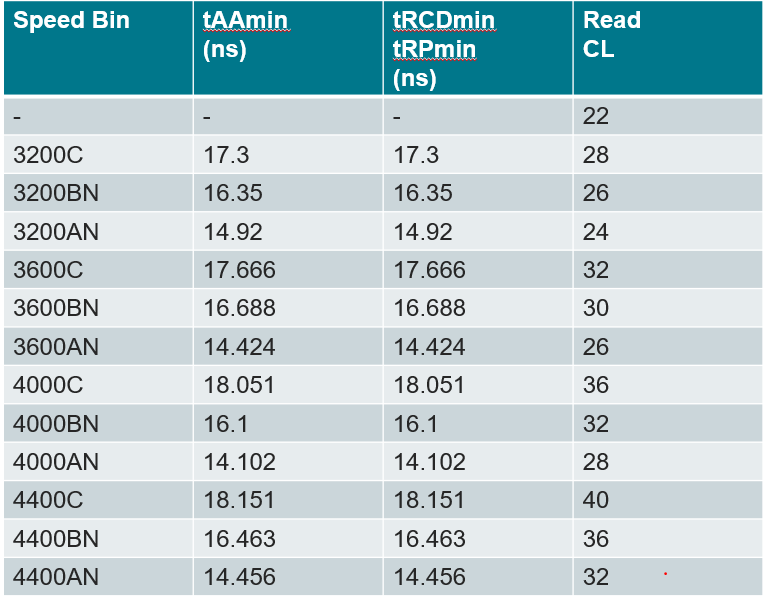 Speed Bin tAAmin (ns) tRCDmin tRPmin (ns) Read CL
- - - 22
3200C 17.3 17.3 28
3200BN 16.35 16.35 26
3200AN 14.92 14.92 24
3600C 17.666 17.666 32
3600BN 16.688 16.688 30
3600AN 14.424 14.424 26
4000C 18.051 18.051 36
4000BN 16.1 16.1 32
4000AN 14.102 14.102 28
4400C 18.151 18.151 40
4400BN 16.463 16.463 36
4400AN 14.456 14.456 32